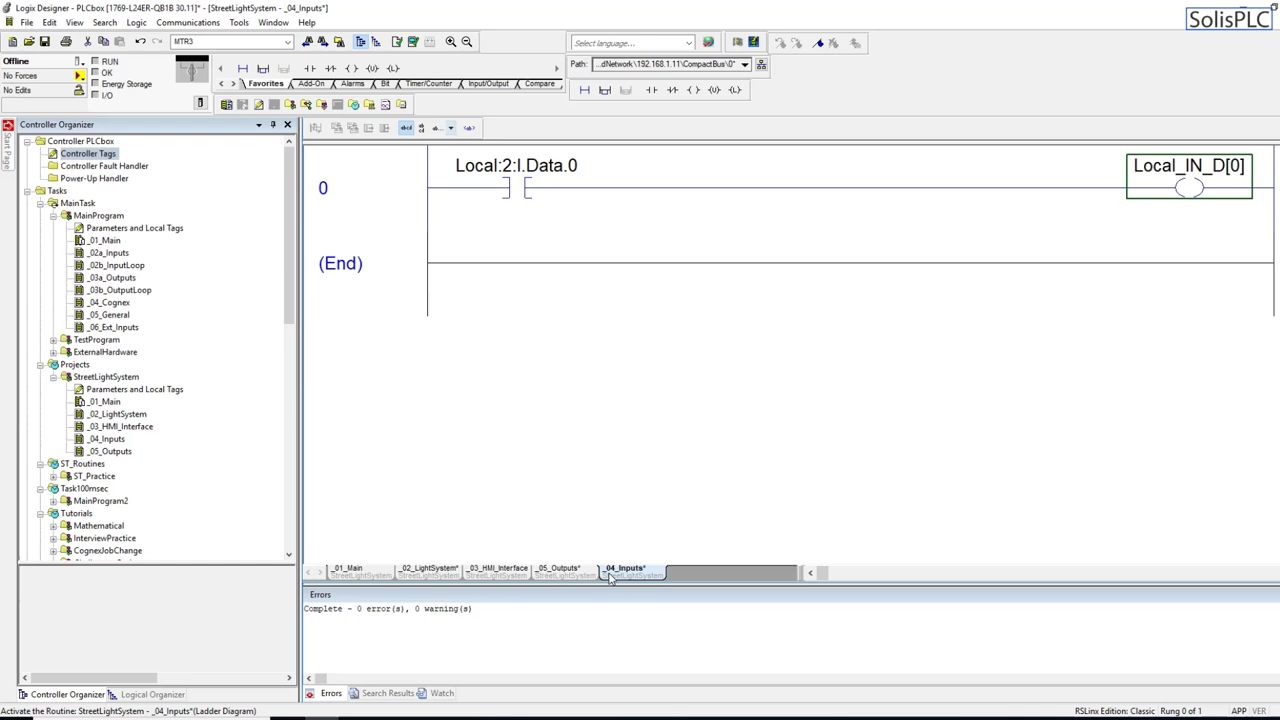 Logix Designer - PLCbox [1769-L24ER-QB1B 30.11]* - [StreetLightSystem - _04_Inputs*]
SolisPLC
File Edit View Search Logic Communications Tools Window Help
MTR3
Select language...
Offline
RUN
No Forces
OK
Path: ...dNetwork\192.168.1.11\CompactBus\0*
Energy Storage
No Edits
I/O
Favorites Add-On Alarms Bit Timer/Counter Input/Output Compare
Start Page
Controller Organizer
Controller PLCbox
Controller Tags
Controller Fault Handler
Power-Up Handler
Tasks
MainTask
MainProgram
Parameters and Local Tags
_01_Main
_02a_Inputs
_02b_InputLoop
_03a_Outputs
_03b_OutputLoop
_04_Cognex
_05_General
_06_Ext_Inputs
TestProgram
ExternalHardware
Projects
StreetLightSystem
Parameters and Local Tags
_01_Main
_02_LightSystem
_03_HMI_Interface
_04_Inputs
_05_Outputs
ST_Routines
ST_Practice
Task100msec
MainProgram2
Tutorials
Mathematical
InterviewPractice
CognexJobChange
Local:2:I.Data.0
Local_IN_D[0]
0
(End)
_01_Main _02_LightSystem* _03_HMI_Interface _05_Outputs* _04_Inputs*
StreetLightSystem StreetLightSystem StreetLightSystem StreetLightSystem StreetLightSystem
Errors
Complete - 0 error(s), 0 warning(s)
Controller Organizer Logical Organizer
Errors Search Results Watch
Activate the Routine: StreetLightSystem - _04_Inputs*(Ladder Diagram)
RSLinx Edition: Classic Rung 0 of 1 APP VER